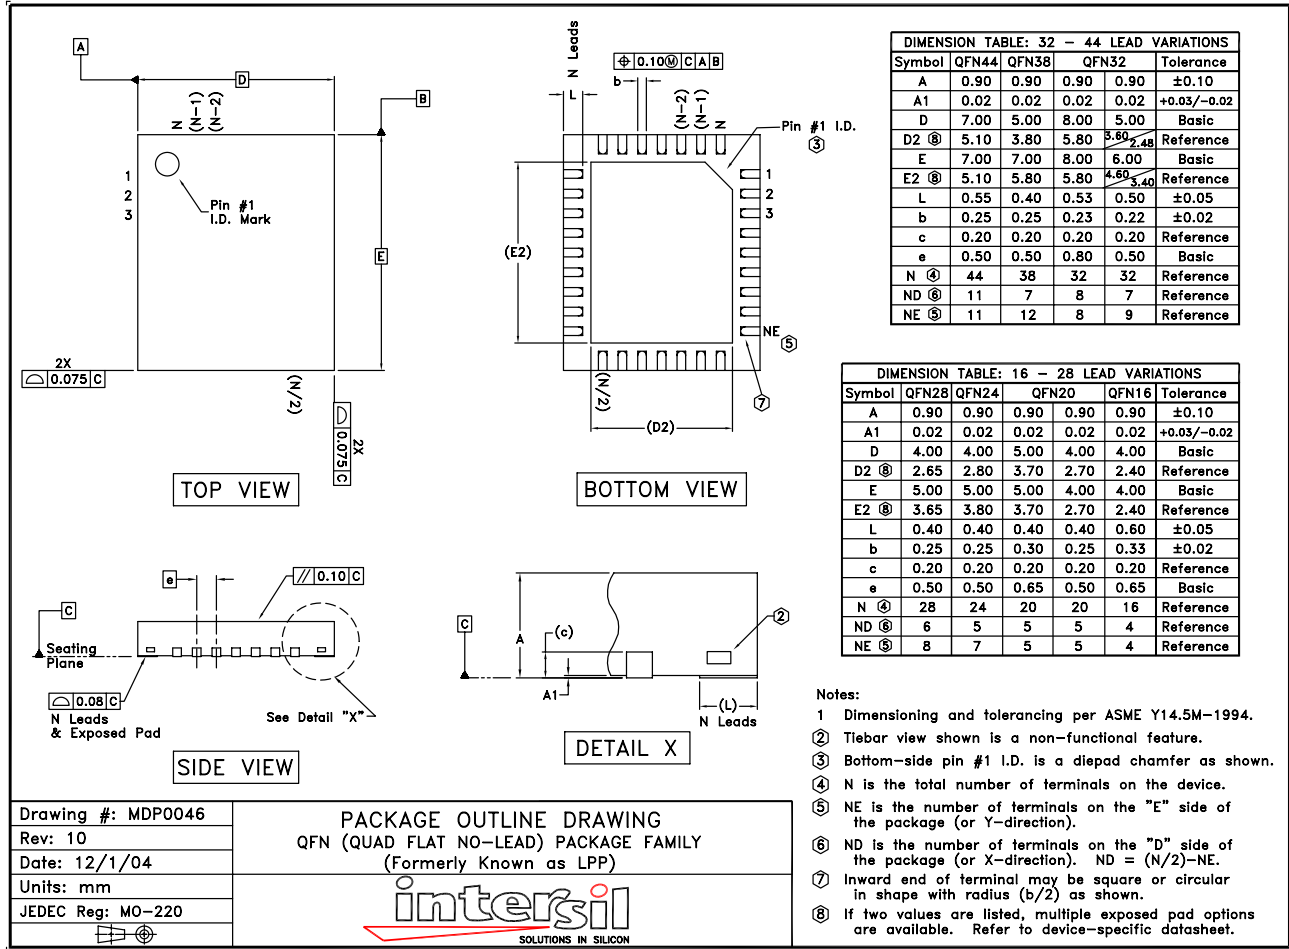 A
D
B
N
(N-1)
(N-2)
1
2
3
Pin #1
I.D. Mark
E
2X
0.075 C
(N/2)
2X
0.075 C
TOP VIEW
N Leads
L
0.10 Ⓜ C A B
b
(N-2)
(N-1)
N
Pin #1 I.D.
3
1
2
3
(E2)
NE
5
(N/2)
7
(D2)
BOTTOM VIEW
DIMENSION TABLE: 32 - 44 LEAD VARIATIONS
Symbol QFN44 QFN38 QFN32 Tolerance
A 0.90 0.90 0.90 0.90 ±0.10
A1 0.02 0.02 0.02 0.02 +0.03/-0.02
D 7.00 5.00 8.00 5.00 Basic
D2 8 5.10 3.80 5.80 3.60/2.48 Reference
E 7.00 7.00 8.00 6.00 Basic
E2 8 5.10 5.80 5.80 4.60/3.40 Reference
L 0.55 0.40 0.53 0.50 ±0.05
b 0.25 0.25 0.23 0.22 ±0.02
c 0.20 0.20 0.20 0.20 Reference
e 0.50 0.50 0.80 0.50 Basic
N 4 44 38 32 32 Reference
ND 6 11 7 8 7 Reference
NE 5 11 12 8 9 Reference
DIMENSION TABLE: 16 - 28 LEAD VARIATIONS
Symbol QFN28 QFN24 QFN20 QFN16 Tolerance
A 0.90 0.90 0.90 0.90 0.90 ±0.10
A1 0.02 0.02 0.02 0.02 0.02 +0.03/-0.02
D 4.00 4.00 5.00 4.00 4.00 Basic
D2 8 2.65 2.80 3.70 2.70 2.40 Reference
E 5.00 5.00 5.00 4.00 4.00 Basic
E2 8 3.65 3.80 3.70 2.70 2.40 Reference
L 0.40 0.40 0.40 0.40 0.60 ±0.05
b 0.25 0.25 0.30 0.25 0.33 ±0.02
c 0.20 0.20 0.20 0.20 0.20 Reference
e 0.50 0.50 0.65 0.50 0.65 Basic
N 4 28 24 20 20 16 Reference
ND 6 6 5 5 5 4 Reference
NE 5 8 7 5 5 4 Reference
e
// 0.10 C
C
Seating
Plane
0.08 C
N Leads
& Exposed Pad
See Detail "X"
SIDE VIEW
C
A
(c)
A1
2
(L)
N Leads
DETAIL X
Notes:
1 Dimensioning and tolerancing per ASME Y14.5M-1994.
2 Tiebar view shown is a non-functional feature.
3 Bottom-side pin #1 I.D. is a diepad chamfer as shown.
4 N is the total number of terminals on the device.
5 NE is the number of terminals on the "E" side of
the package (or Y-direction).
6 ND is the number of terminals on the "D" side of
the package (or X-direction). ND = (N/2)-NE.
7 Inward end of terminal may be square or circular
in shape with radius (b/2) as shown.
8 If two values are listed, multiple exposed pad options
are available. Refer to device-specific datasheet.
Drawing #: MDP0046
Rev: 10
Date: 12/1/04
Units: mm
JEDEC Reg: MO-220
PACKAGE OUTLINE DRAWING
QFN (QUAD FLAT NO-LEAD) PACKAGE FAMILY
(Formerly Known as LPP)
intersil
SOLUTIONS IN SILICON